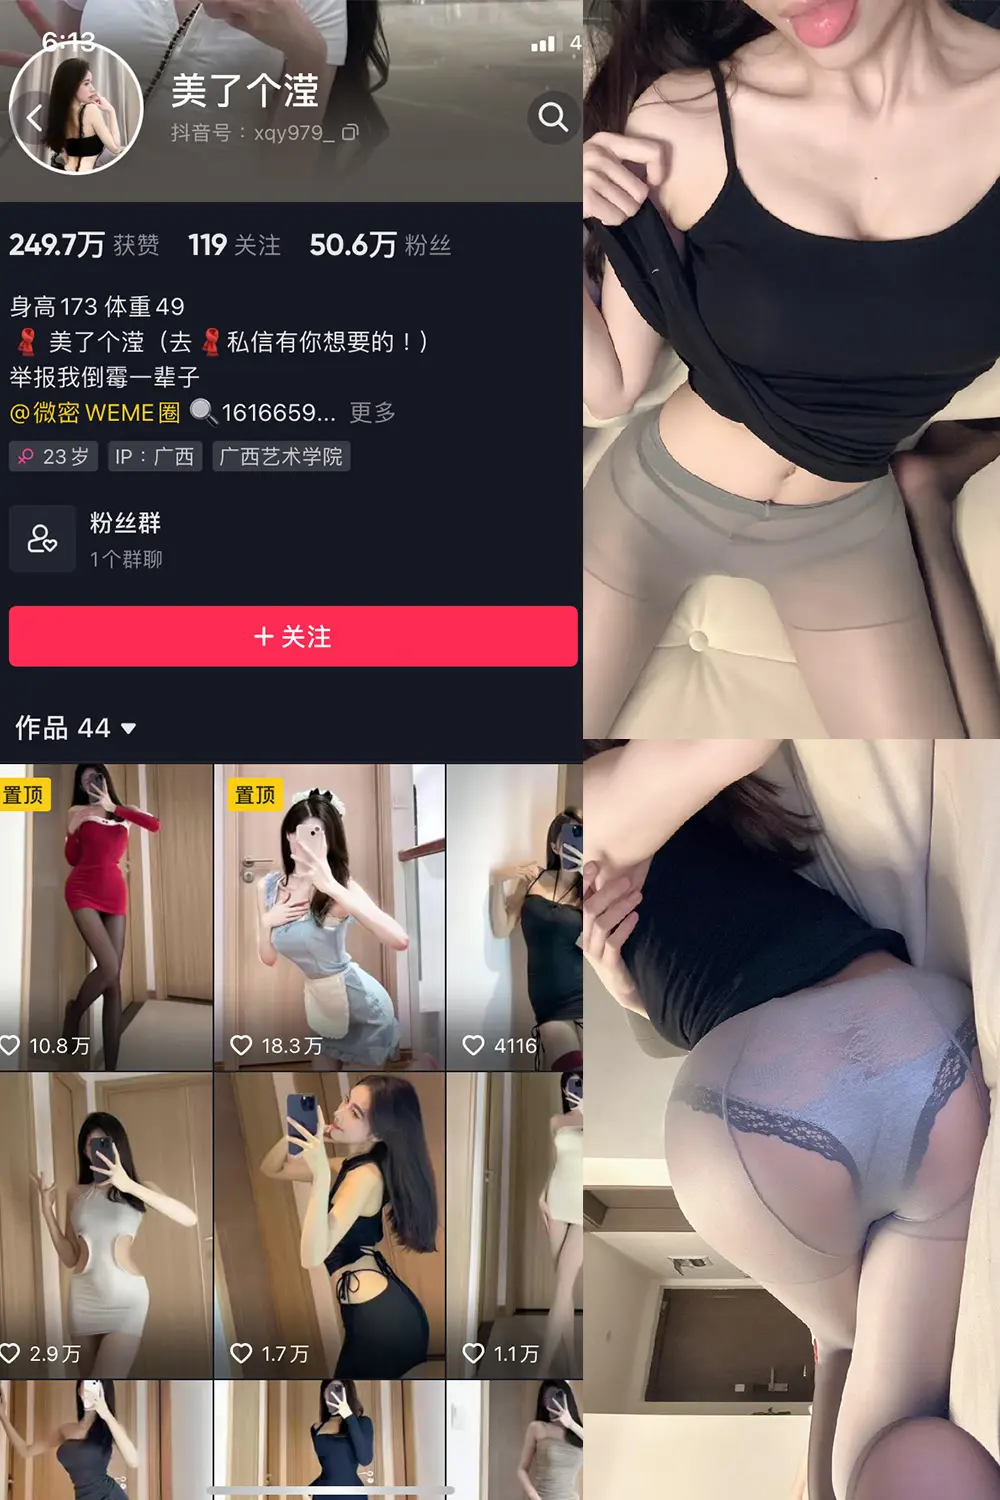 6:13
4
美了个滢
抖音号：xqy979_
249.7万 获赞 119 关注 50.6万 粉丝
身高173 体重49
美了个滢（去 私信有你想要的！）
举报我倒霉一辈子
@微密 WEME圈 1616659... 更多
23岁 IP：广西 广西艺术学院
粉丝群
1个群聊
+ 关注
作品 44
置顶 置顶
10.8万 18.3万 4116
2.9万 1.7万 1.1万